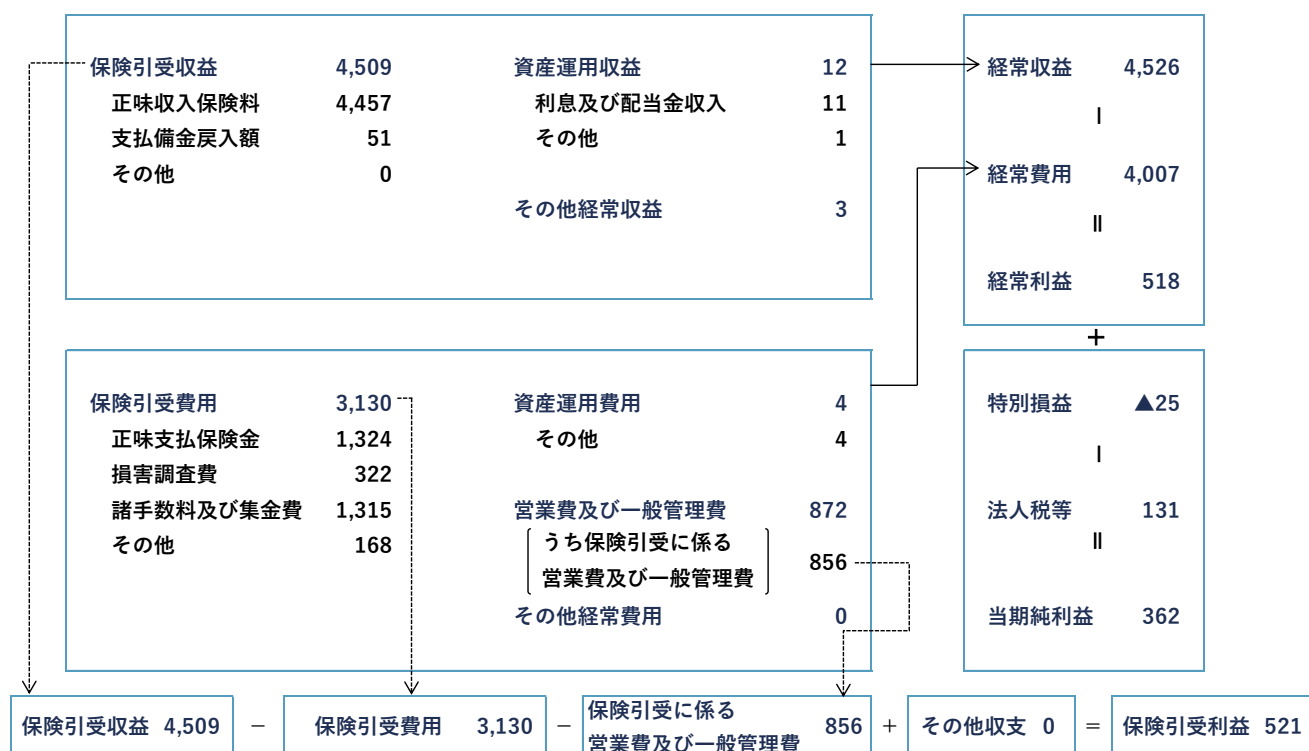 保険引受収益 4,509
正味収入保険料 4,457
支払備金戻入額 51
その他 0
資産運用収益 12
利息及び配当金収入 11
その他 1
その他経常収益 3
経常収益 4,526
－
経常費用 4,007
＝
経常利益 518
＋
保険引受費用 3,130
正味支払保険金 1,324
損害調査費 322
諸手数料及び集金費 1,315
その他 168
資産運用費用 4
その他 4
営業費及び一般管理費 872
うち保険引受に係る
営業費及び一般管理費 856
その他経常費用 0
特別損益 ▲25
－
法人税等 131
＝
当期純利益 362
保険引受収益 4,509 － 保険引受費用 3,130 － 保険引受に係る
営業費及び一般管理費 856 ＋ その他収支 0 ＝ 保険引受利益 521